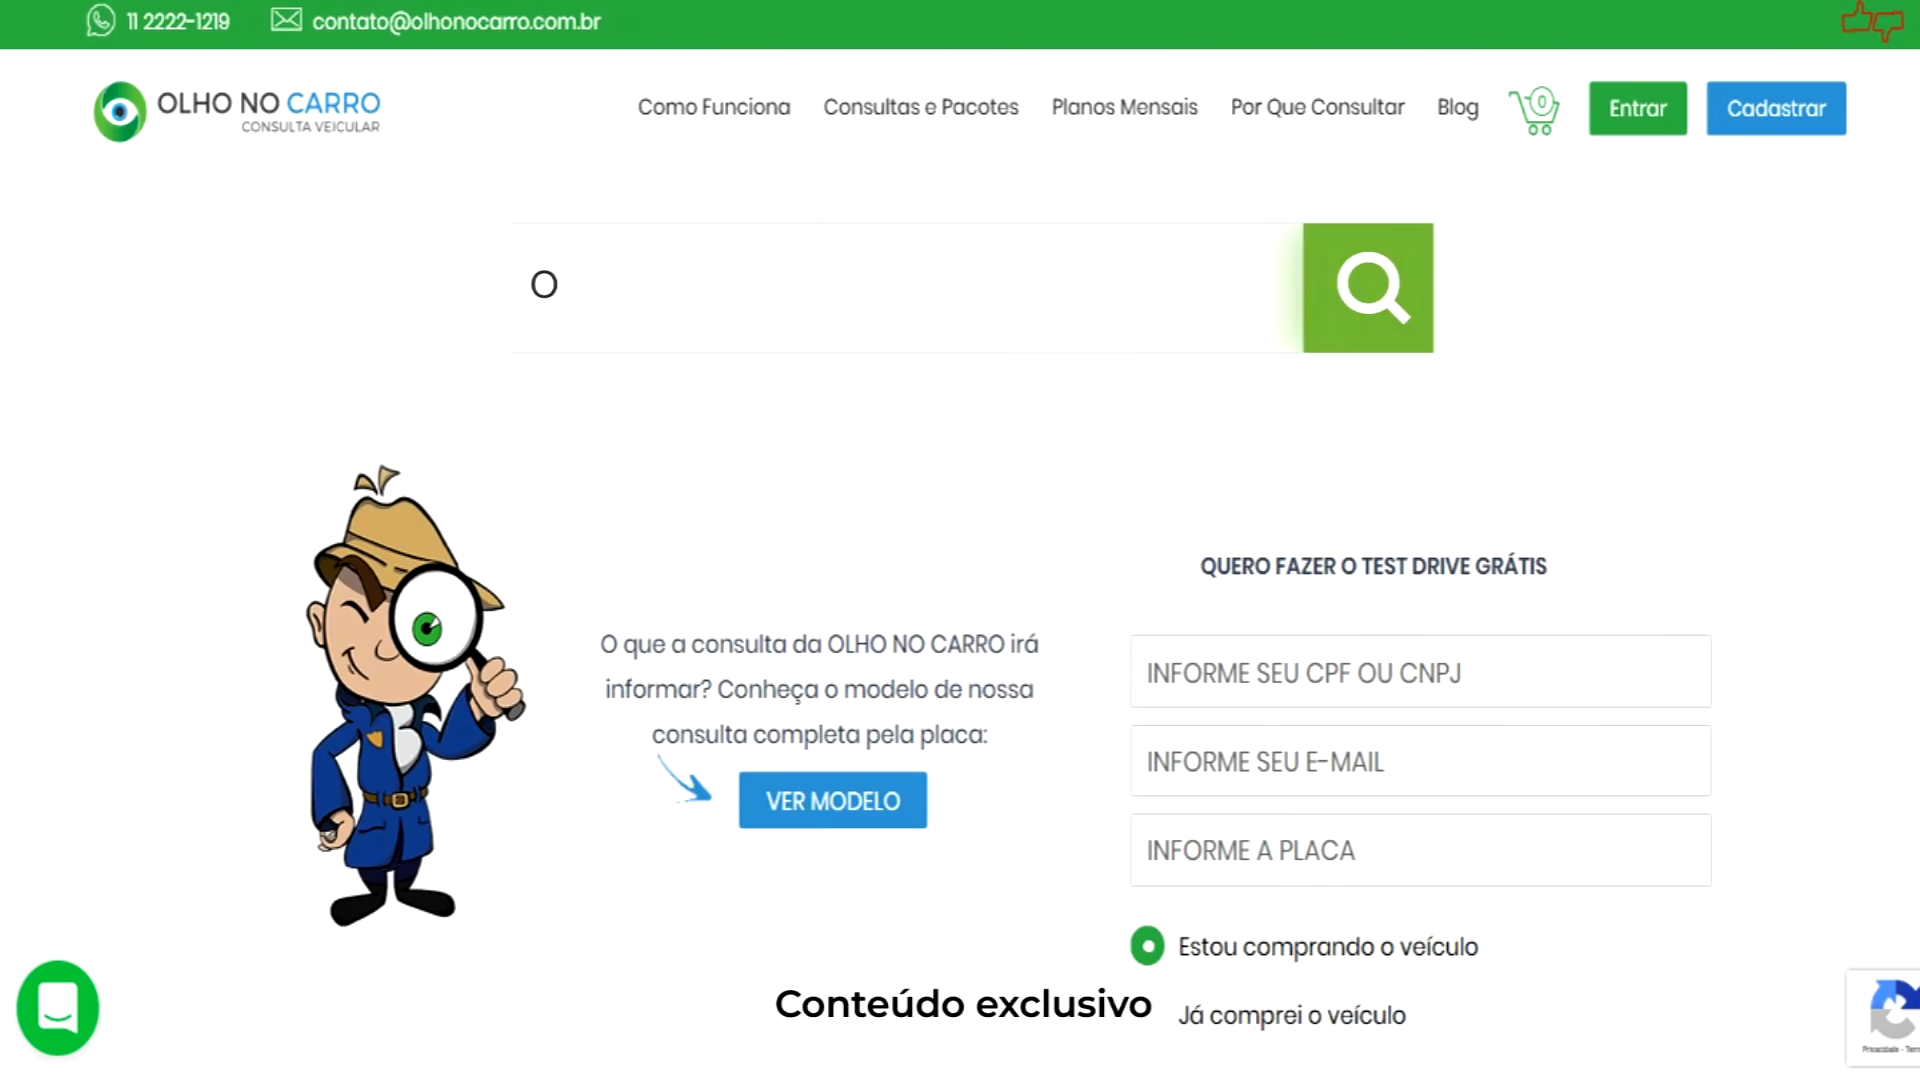 11 2222-1219
contato@olhonocarro.com.br
OLHO NO CARRO
CONSULTA VEICULAR
Como Funciona
Consultas e Pacotes
Planos Mensais
Por Que Consultar
Blog
0
Entrar
Cadastrar
O
O que a consulta da OLHO NO CARRO irá
informar? Conheça o modelo de nossa
consulta completa pela placa:
VER MODELO
QUERO FAZER O TEST DRIVE GRÁTIS
INFORME SEU CPF OU CNPJ
INFORME SEU E-MAIL
INFORME A PLACA
Estou comprando o veículo
Já comprei o veículo
Conteúdo exclusivo
Privacidade -